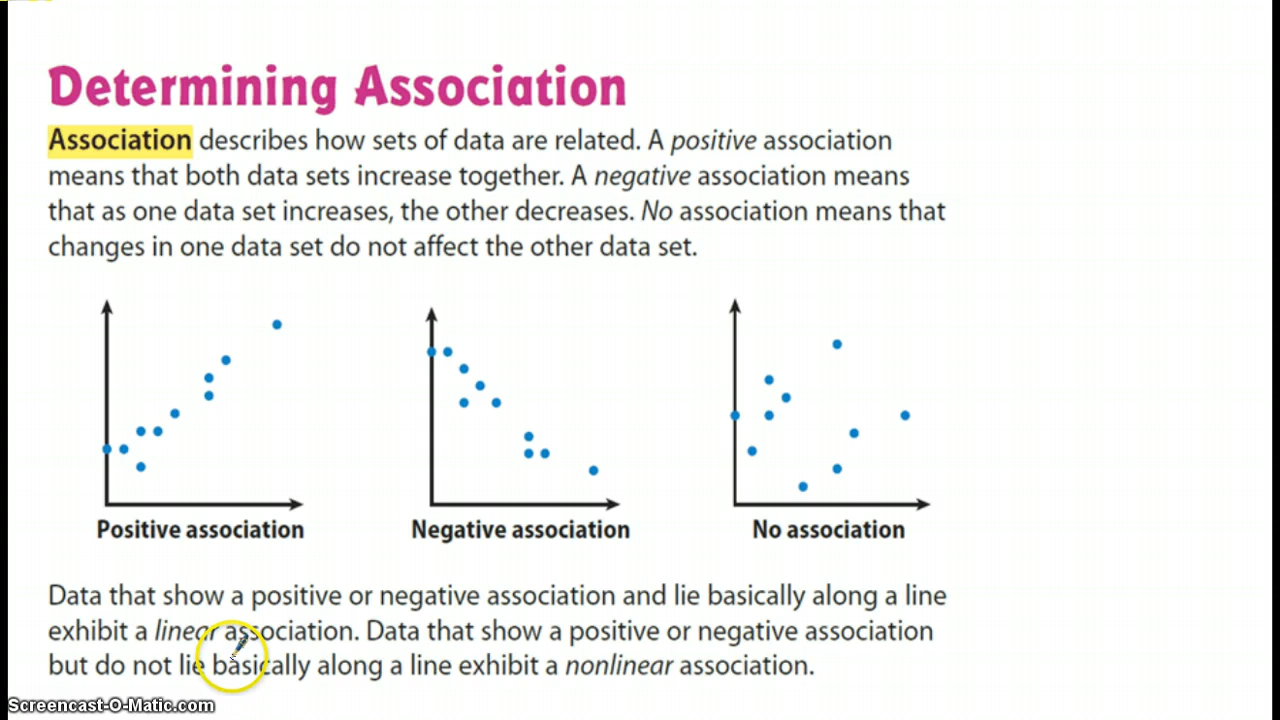 Determining Association
Association describes how sets of data are related. A positive association
means that both data sets increase together. A negative association means
that as one data set increases, the other decreases. No association means that
changes in one data set do not affect the other data set.
Positive association
Negative association
No association
Data that show a positive or negative association and lie basically along a line
exhibit a linear association. Data that show a positive or negative association
but do not lie basically along a line exhibit a nonlinear association.
Screencast-O-Matic.com